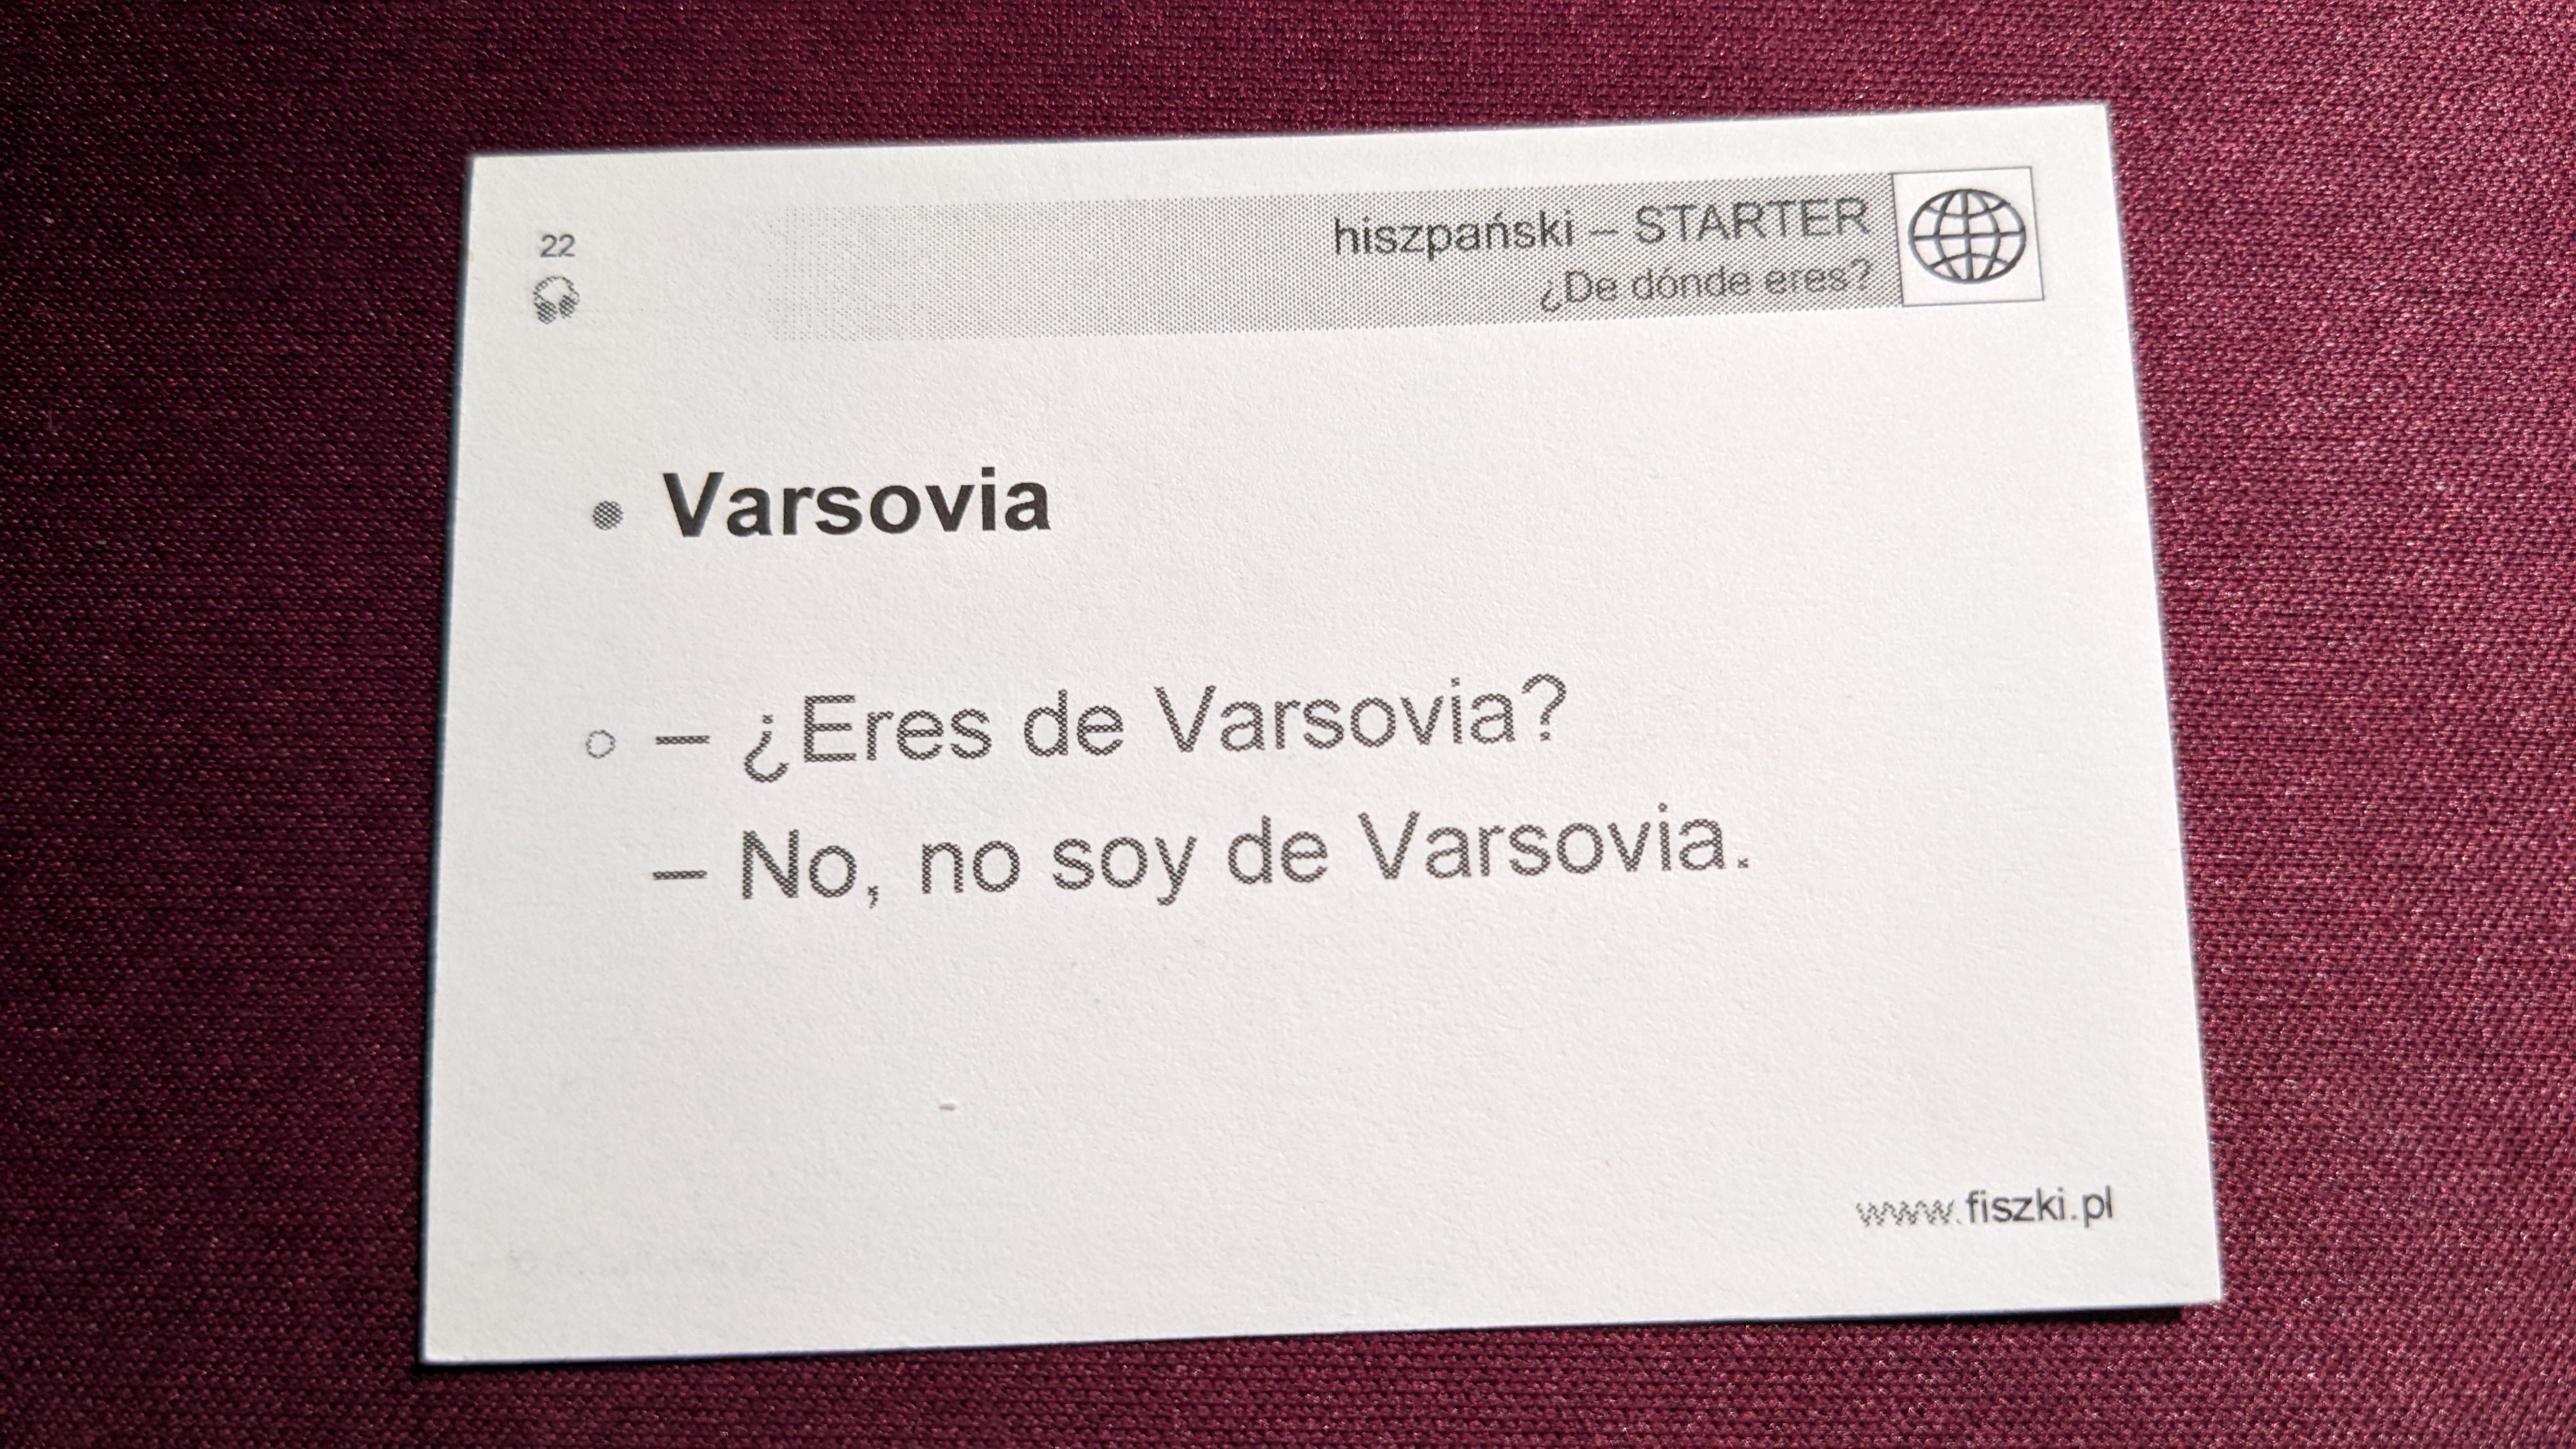 22
hiszpański – STARTER
¿De dónde eres?
• Varsovia
○ – ¿Eres de Varsovia?
– No, no soy de Varsovia.
www.fiszki.pl